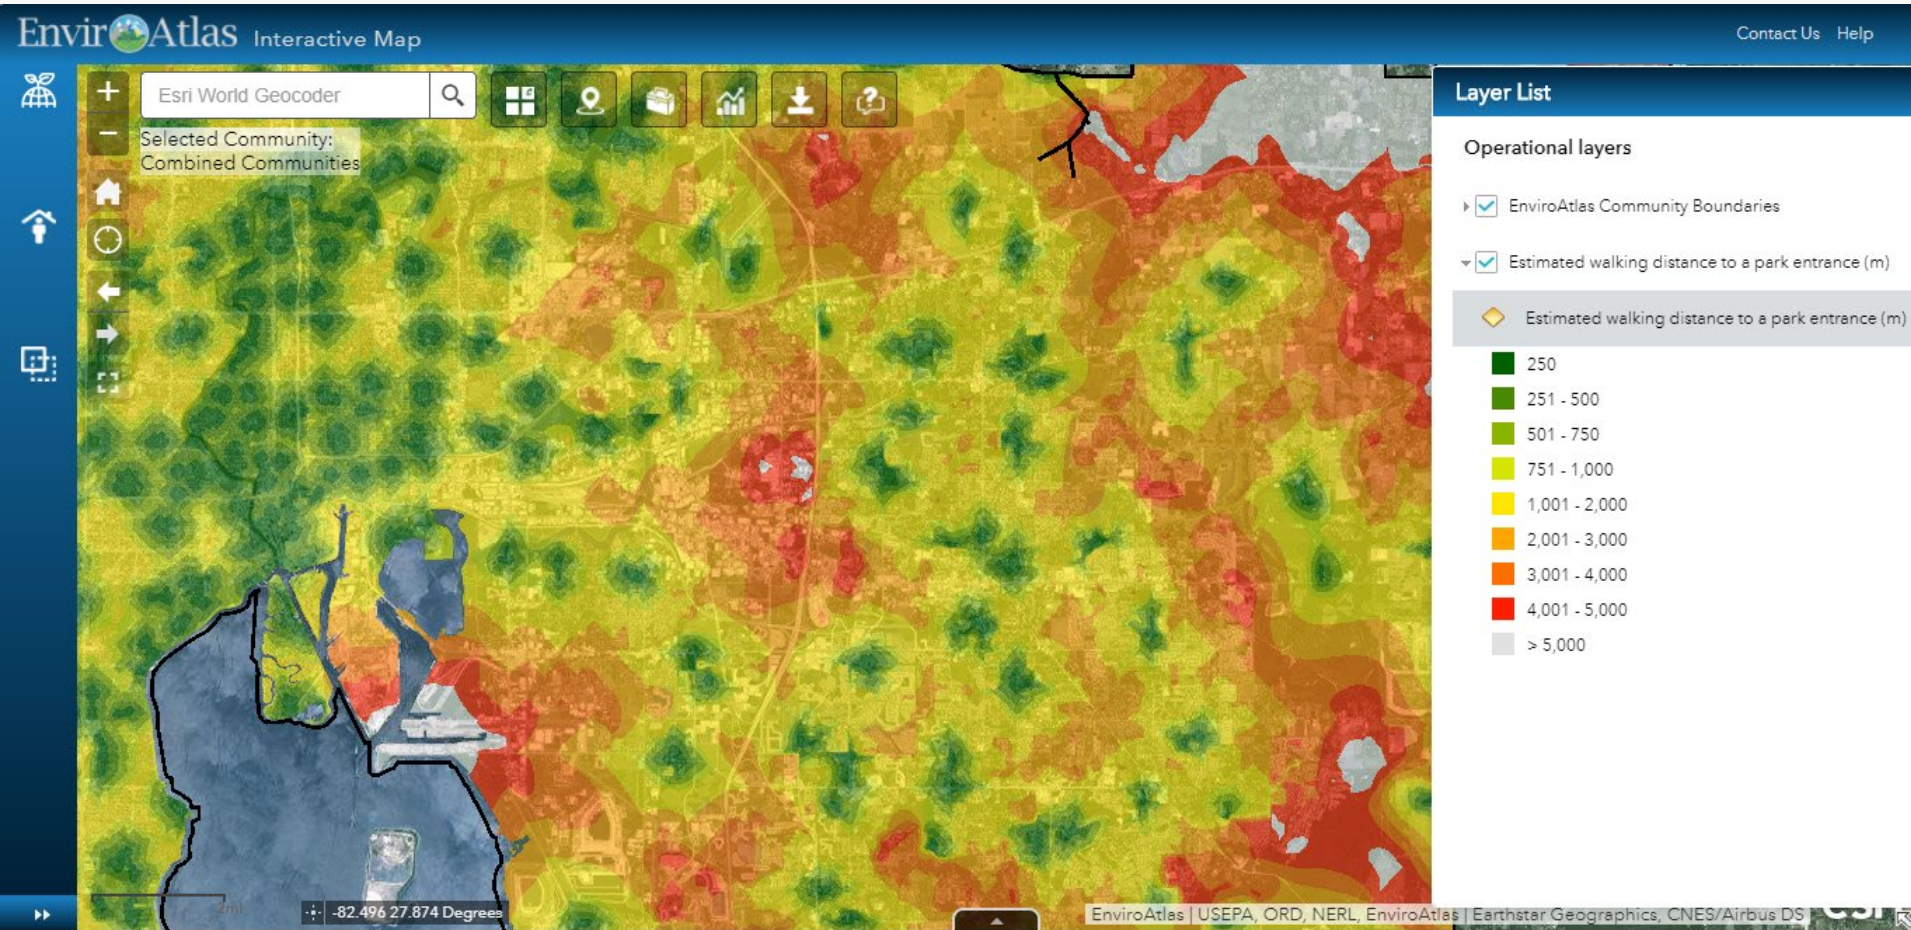 EnviroAtlas Interactive Map
Contact Us Help
Esri World Geocoder
Selected Community:
Combined Communities
Layer List
Operational layers
EnviroAtlas Community Boundaries
Estimated walking distance to a park entrance (m)
Estimated walking distance to a park entrance (m)
250
251 - 500
501 - 750
751 - 1,000
1,001 - 2,000
2,001 - 3,000
3,001 - 4,000
4,001 - 5,000
> 5,000
2mi
-82.496 27.874 Degrees
EnviroAtlas | USEPA, ORD, NERL, EnviroAtlas | Earthstar Geographics, CNES/Airbus DS
esri